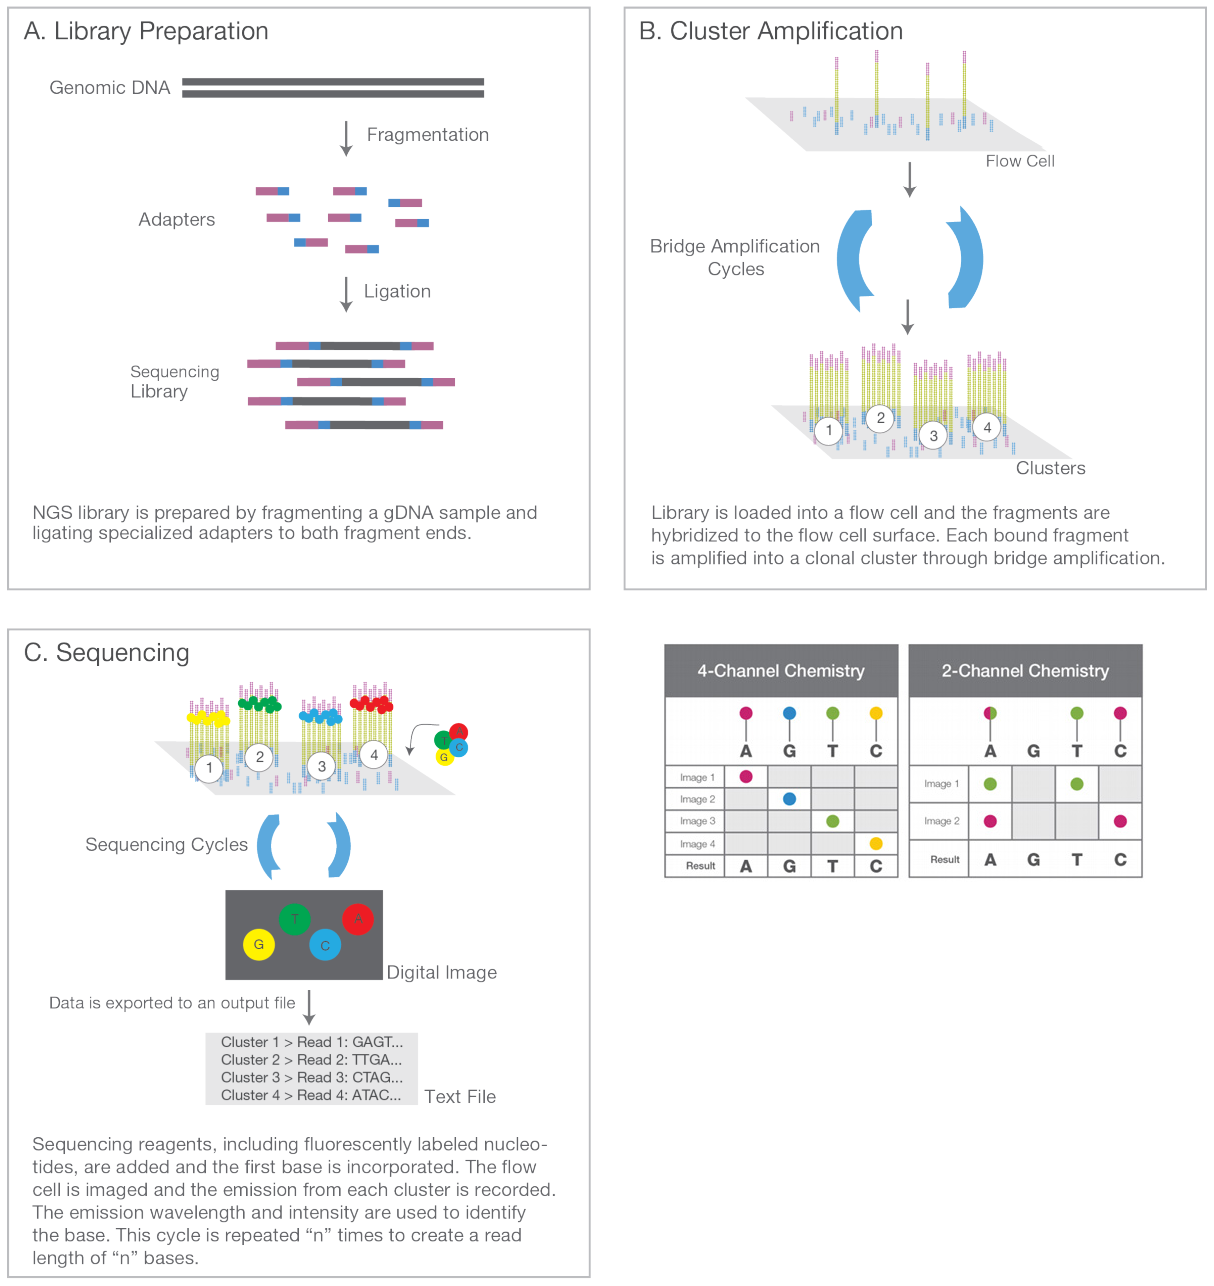 A. Library Preparation
Genomic DNA
Fragmentation
Adapters
Ligation
Sequencing
Library
NGS library is prepared by fragmenting a gDNA sample and
ligating specialized adapters to both fragment ends.
B. Cluster Amplification
Flow Cell
Bridge Amplification
Cycles
1
2
3
4
Clusters
Library is loaded into a flow cell and the fragments are
hybridized to the flow cell surface. Each bound fragment
is amplified into a clonal cluster through bridge amplification.
C. Sequencing
1
2
3
4
A
T
C
G
Sequencing Cycles
T
A
G
C
Digital Image
Data is exported to an output file
Cluster 1 > Read 1: GAGT...
Cluster 2 > Read 2: TTGA...
Cluster 3 > Read 3: CTAG...
Cluster 4 > Read 4: ATAC...
Text File
Sequencing reagents, including fluorescently labeled nucleo-
tides, are added and the first base is incorporated. The flow
cell is imaged and the emission from each cluster is recorded.
The emission wavelength and intensity are used to identify
the base. This cycle is repeated “n” times to create a read
length of “n” bases.
4-Channel Chemistry
A G T C
Image 1
Image 2
Image 3
Image 4
Result A G T C
2-Channel Chemistry
A G T C
Image 1
Image 2
Result A G T C